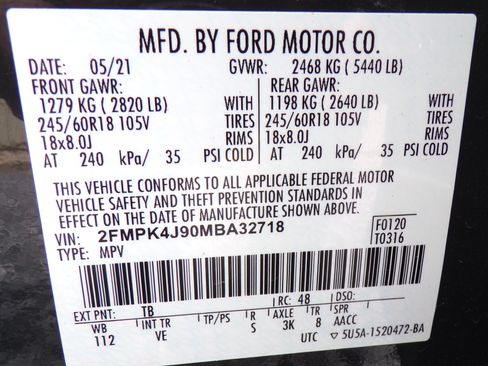 MFD. BY FORD MOTOR CO.
DATE: 05/21 GVWR: 2468 KG ( 5440 LB)
FRONT GAWR: REAR GAWR:
1279 KG ( 2820 LB) WITH 1198 KG ( 2640 LB) WITH
245/60R18 105V TIRES 245/60R18 105V TIRES
18x8.0J RIMS 18x8.0J RIMS
AT 240 kPa/ 35 PSI COLD AT 240 kPa/ 35 PSI COLD
THIS VEHICLE CONFORMS TO ALL APPLICABLE FEDERAL MOTOR
VEHICLE SAFETY AND THEFT PREVENTION STANDARDS IN
EFFECT ON THE DATE OF MANUFACTURE SHOWN ABOVE.
VIN: 2FMPK4J90MBA32718 F0120
TYPE: MPV T0316
EXT PNT: TB RC: 48 DSO:
WB INT TR TP/PS R AXLE TR SPR
112 VE S 3K 8 AACC
UTC ▽ 5U5A-1520472-BA